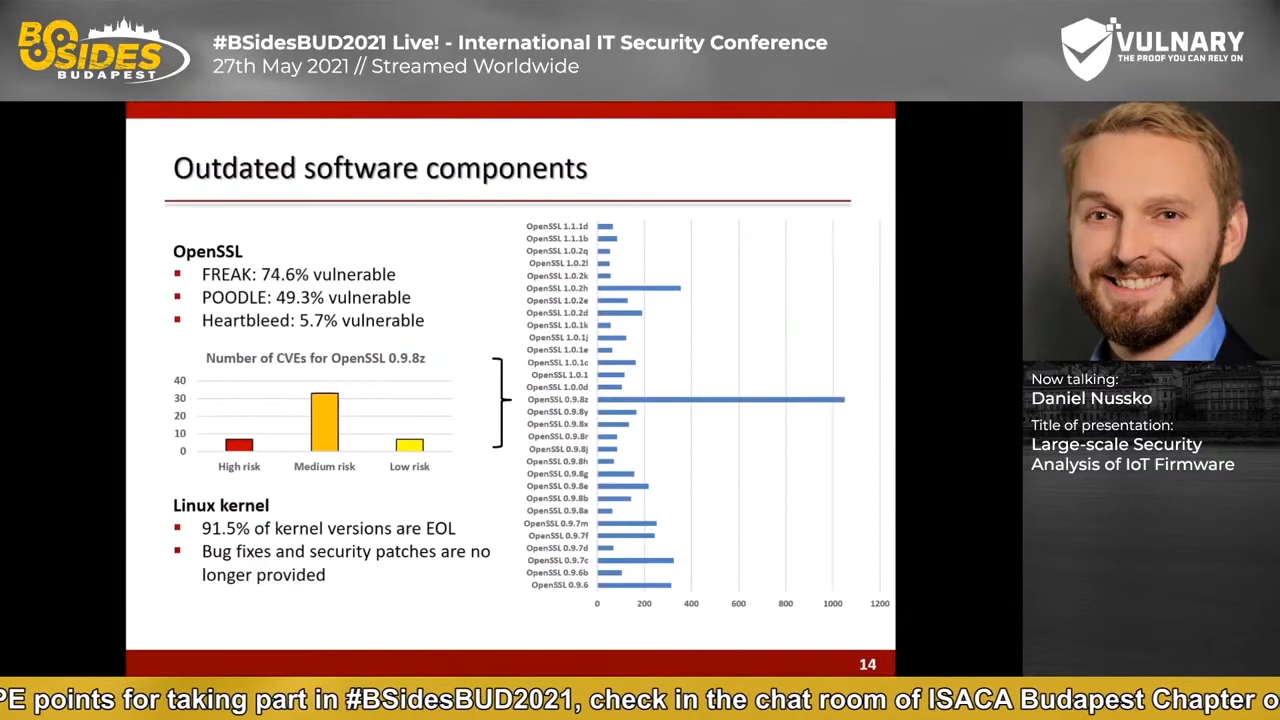 BSIDES
BUDAPEST
#BSidesBUD2021 Live! - International IT Security Conference
27th May 2021 // Streamed Worldwide
VULNARY
THE PROOF YOU CAN RELY ON
Outdated software components
OpenSSL
FREAK: 74.6% vulnerable
POODLE: 49.3% vulnerable
Heartbleed: 5.7% vulnerable
Number of CVEs for OpenSSL 0.9.8z
40
30
20
10
0
High risk Medium risk Low risk
Linux kernel
91.5% of kernel versions are EOL
Bug fixes and security patches are no
longer provided
OpenSSL 1.1.1d
OpenSSL 1.1.1b
OpenSSL 1.0.2q
OpenSSL 1.0.2l
OpenSSL 1.0.2k
OpenSSL 1.0.2h
OpenSSL 1.0.2e
OpenSSL 1.0.2d
OpenSSL 1.0.1k
OpenSSL 1.0.1j
OpenSSL 1.0.1e
OpenSSL 1.0.1c
OpenSSL 1.0.1
OpenSSL 1.0.0d
OpenSSL 0.9.8z
OpenSSL 0.9.8y
OpenSSL 0.9.8x
OpenSSL 0.9.8r
OpenSSL 0.9.8j
OpenSSL 0.9.8h
OpenSSL 0.9.8g
OpenSSL 0.9.8e
OpenSSL 0.9.8b
OpenSSL 0.9.8a
OpenSSL 0.9.7m
OpenSSL 0.9.7f
OpenSSL 0.9.7d
OpenSSL 0.9.7c
OpenSSL 0.9.6b
OpenSSL 0.9.6
0 200 400 600 800 1000 1200
14
Now talking:
Daniel Nussko
Title of presentation:
Large-scale Security
Analysis of IoT Firmware
PE points for taking part in #BSidesBUD2021, check in the chat room of ISACA Budapest Chapter o